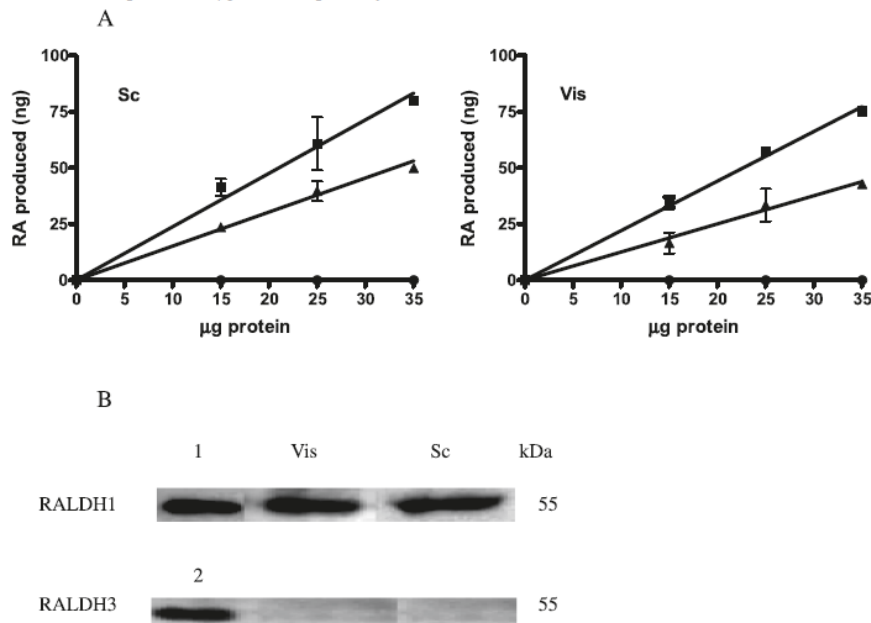 A
Sc
RA produced (ng)
100
75
50
25
0
0 5 10 15 20 25 30 35
µg protein
Vis
RA produced (ng)
100
75
50
25
0
0 5 10 15 20 25 30 35
µg protein
B
1 Vis Sc kDa
RALDH1 55
2
RALDH3 55